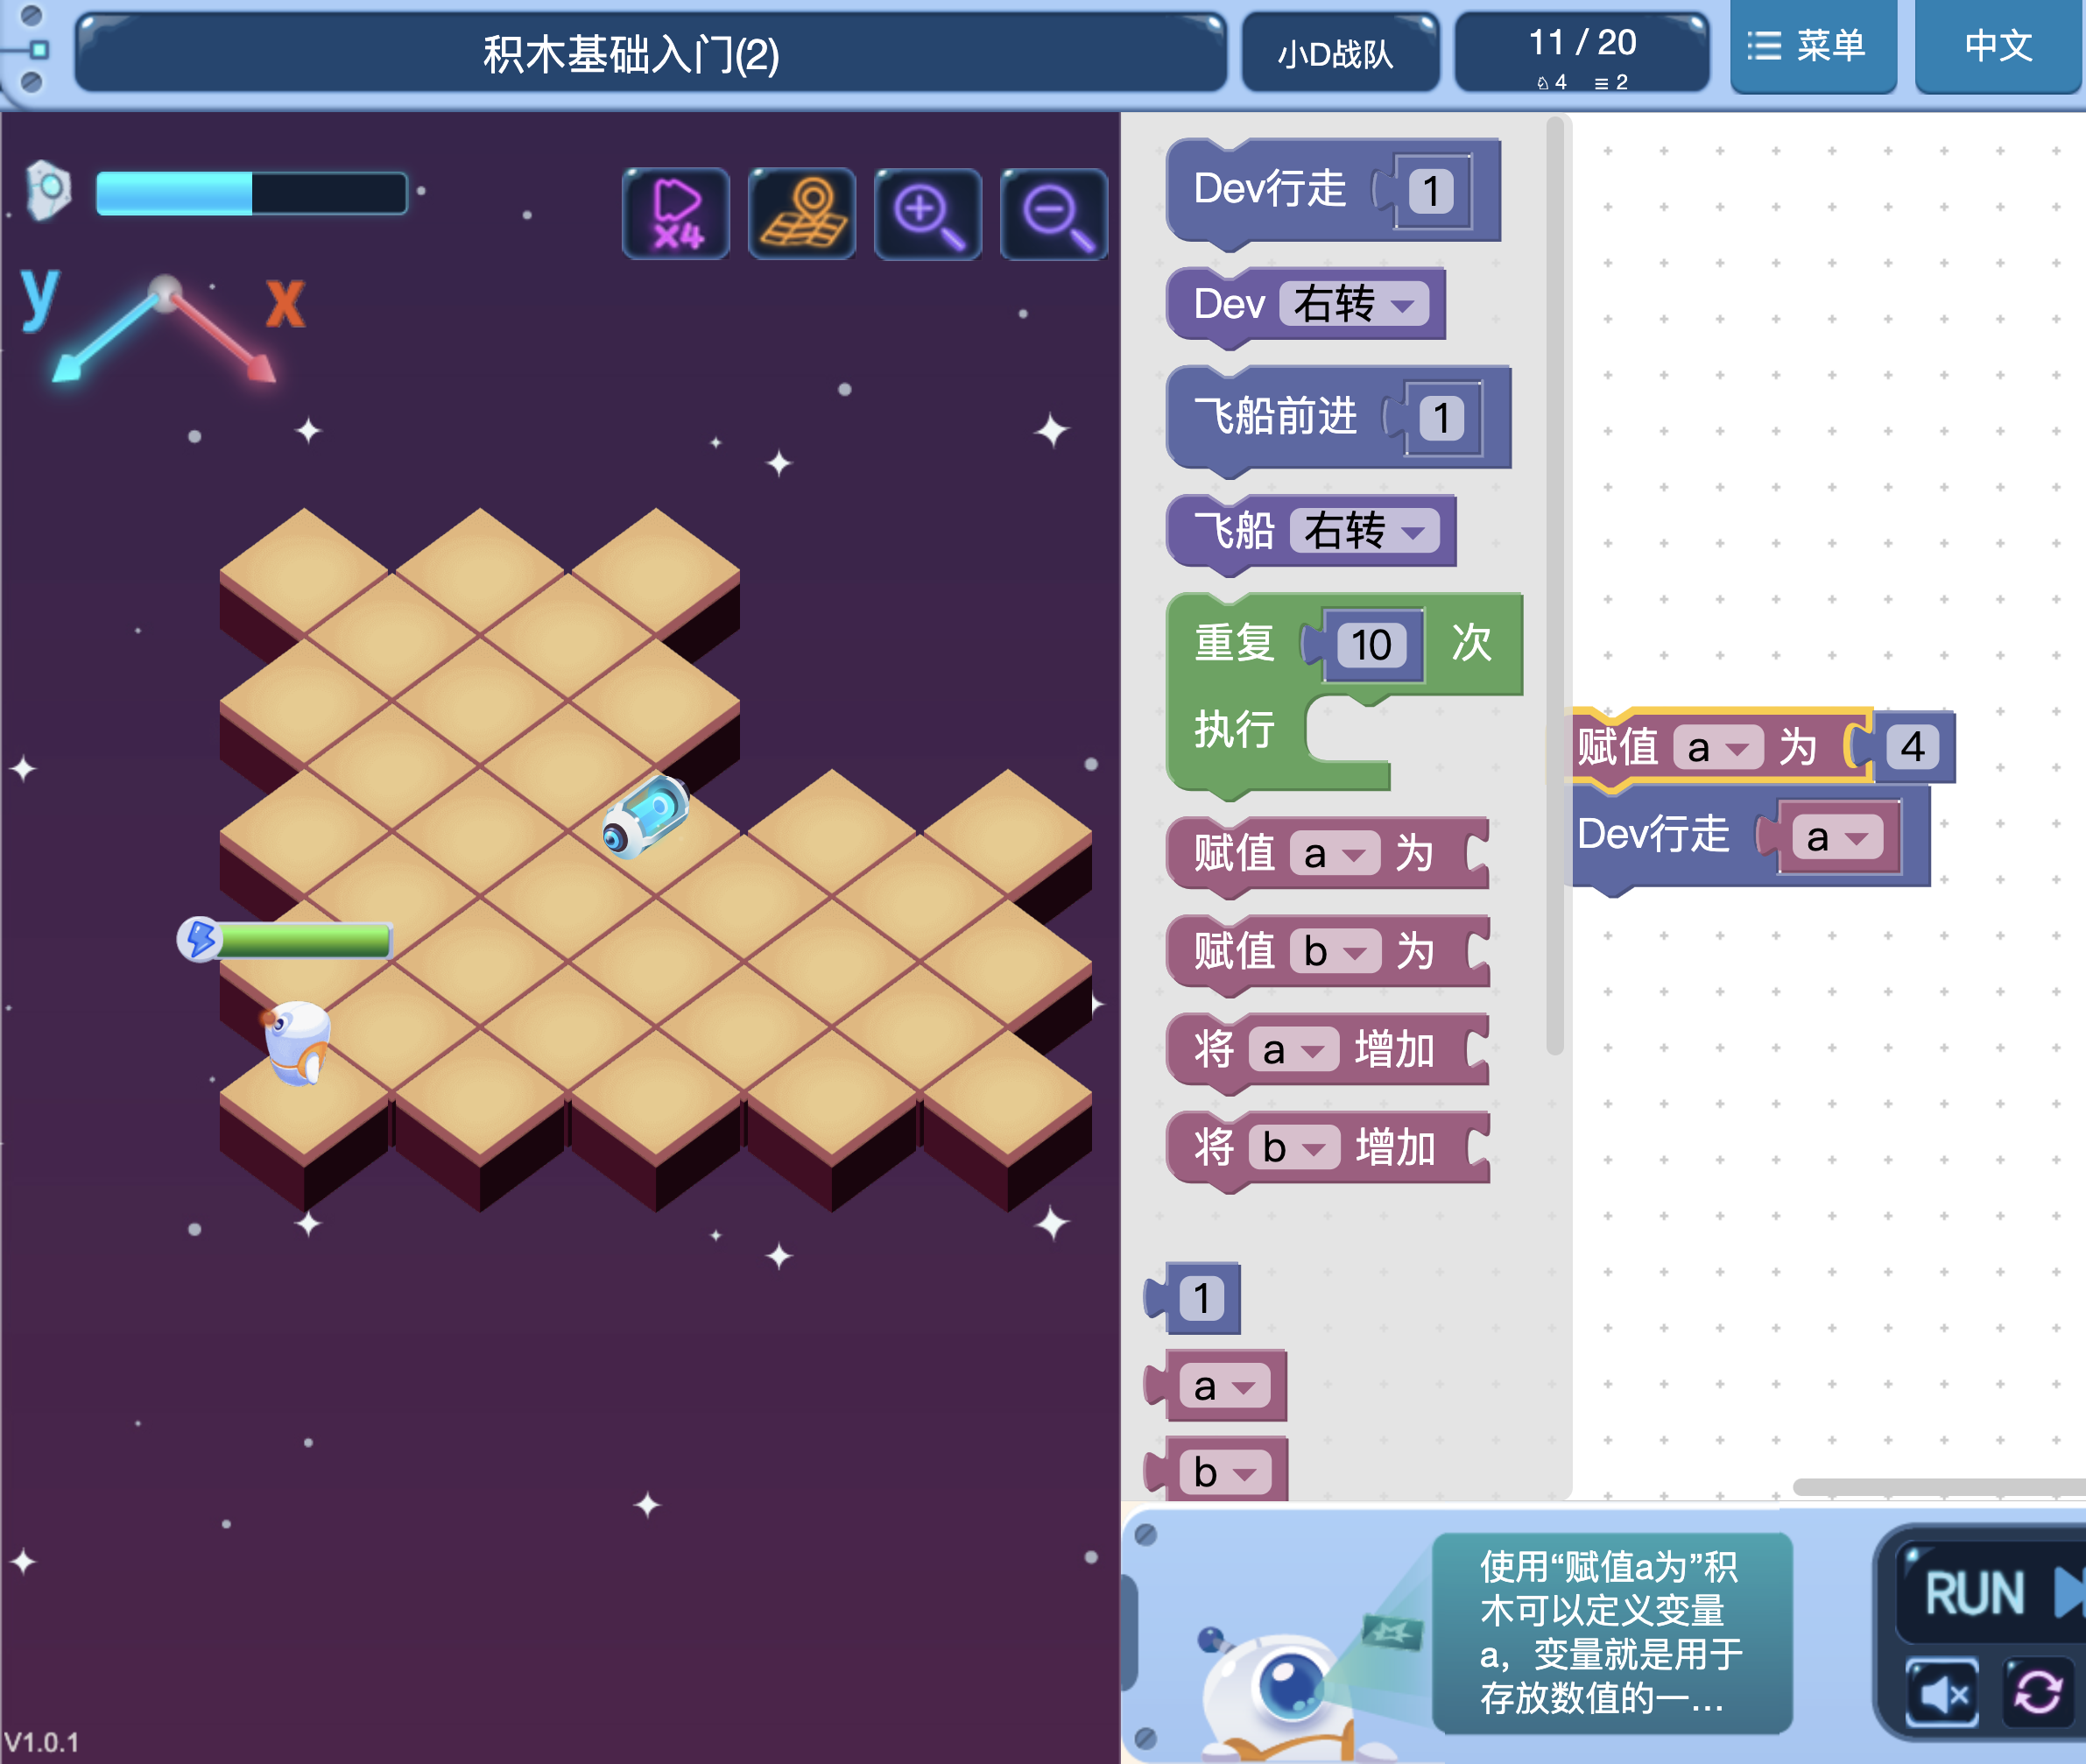 积木基础入门(2)
小D战队
11 / 20
4
2
菜单
中文
X4
y
x
Dev行走 1
Dev 右转
飞船前进 1
飞船 右转
重复 10 次
执行
赋值 a 为
赋值 b 为
将 a 增加
将 b 增加
1
a
b
赋值 a 为 4
Dev行走 a
使用“赋值a为”积
木可以定义变量
a，变量就是用于
存放数值的一...
RUN
V1.0.1